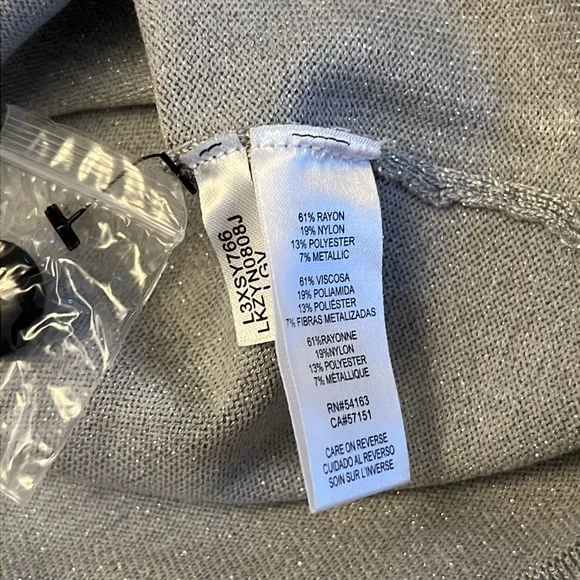 L3XSY766
LKZYN0808J
LGV
61% RAYON
19% NYLON
13% POLYESTER
7% METALLIC
61% VISCOSA
19% POLIAMIDA
13% POLIÉSTER
7% FIBRAS METALIZADAS
61%RAYONNE
19%NYLON
13% POLYESTER
7% MÉTALLIQUE
RN#54163
CA#57151
CARE ON REVERSE
CUIDADO AL REVERSO
SOIN SUR L'INVERSE